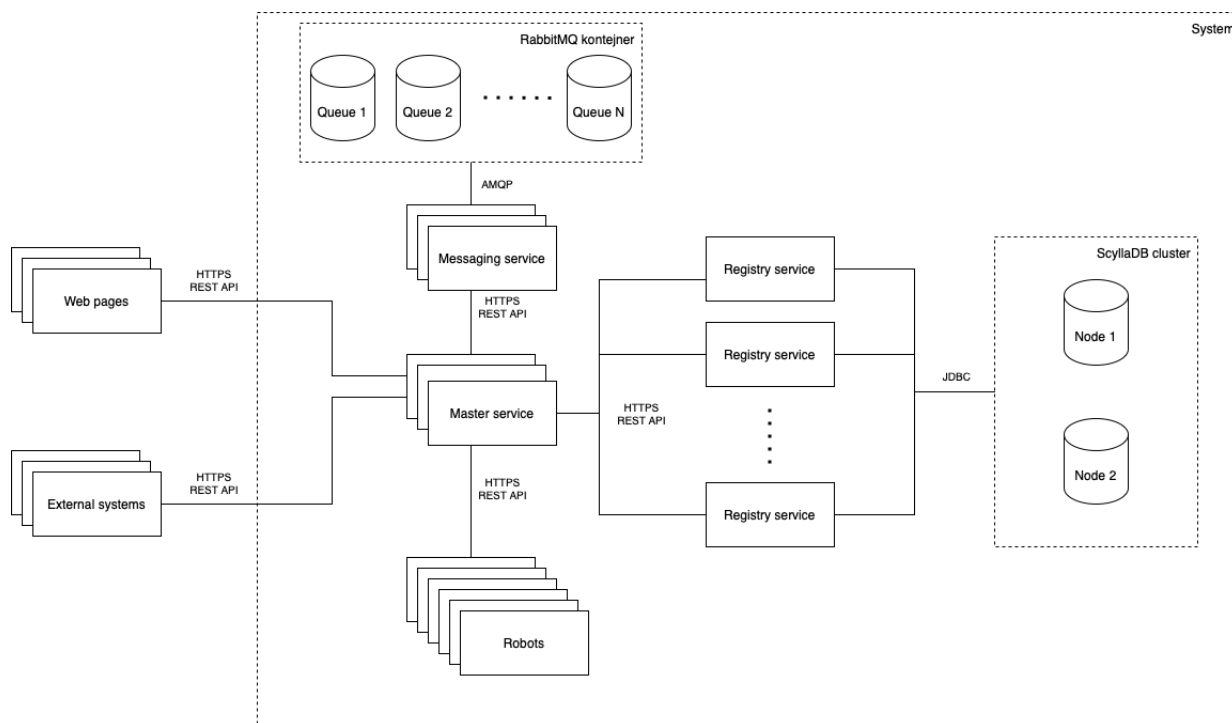 System
RabbitMQ kontejner
Queue 1
Queue 2
Queue N
AMQP
Messaging service
HTTPS
REST API
Web pages
HTTPS
REST API
Master service
External systems
HTTPS
REST API
HTTPS
REST API
Robots
HTTPS
REST API
Registry service
Registry service
Registry service
JDBC
ScyllaDB cluster
Node 1
Node 2